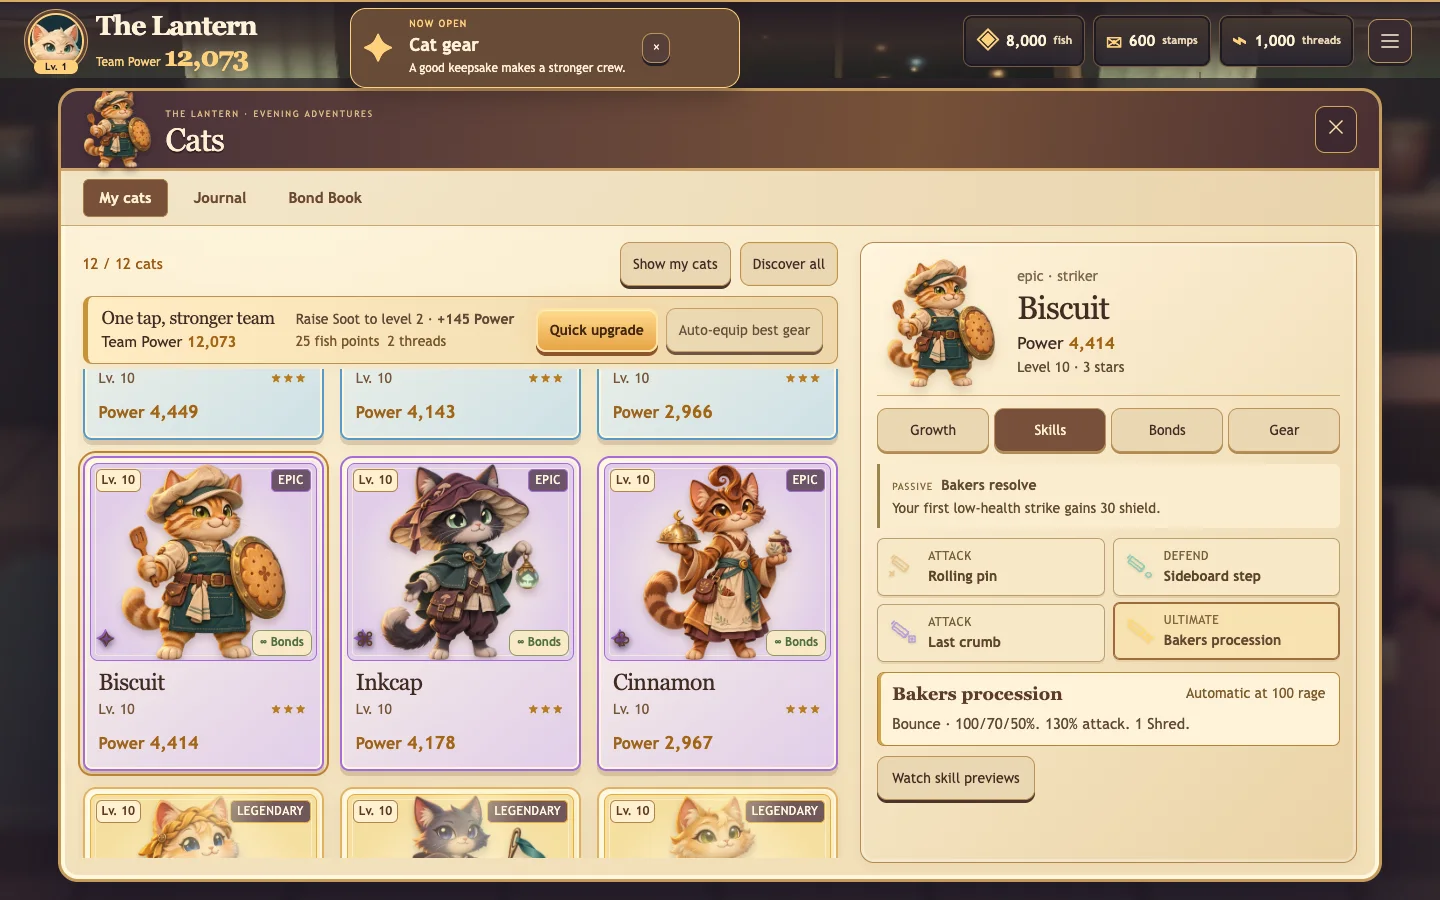 The Lantern
Team Power 12,073
Lv. 1
NOW OPEN
Cat gear
A good keepsake makes a stronger crew.
×
8,000 fish
600 stamps
1,000 threads
THE LANTERN · EVENING ADVENTURES
Cats
My cats
Journal
Bond Book
12 / 12 cats
Show my cats
Discover all
One tap, stronger team
Team Power 12,073
Raise Soot to level 2 · +145 Power
25 fish points 2 threads
Quick upgrade
Auto-equip best gear
Lv. 10 ★★★
Power 4,449
Lv. 10 ★★★
Power 4,143
Lv. 10 ★★★
Power 2,966
Lv. 10
EPIC
∞ Bonds
Biscuit
Lv. 10 ★★★
Power 4,414
Lv. 10
EPIC
∞ Bonds
Inkcap
Lv. 10 ★★★
Power 4,178
Lv. 10
EPIC
∞ Bonds
Cinnamon
Lv. 10 ★★★
Power 2,967
Lv. 10
LEGENDARY
Lv. 10
LEGENDARY
Lv. 10
LEGENDARY
epic · striker
Biscuit
Power 4,414
Level 10 · 3 stars
Growth
Skills
Bonds
Gear
PASSIVE Bakers resolve
Your first low-health strike gains 30 shield.
ATTACK
Rolling pin
DEFEND
Sideboard step
ATTACK
Last crumb
ULTIMATE
Bakers procession
Bakers procession
Automatic at 100 rage
Bounce · 100/70/50%. 130% attack. 1 Shred.
Watch skill previews